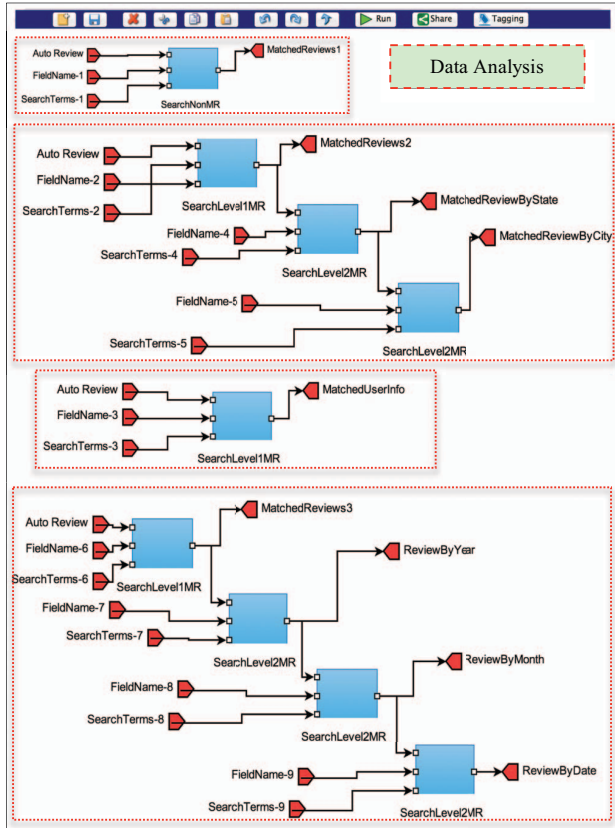 Run Share Tagging
Data Analysis
Auto Review
FieldName-1
SearchTerms-1
SearchNonMR
MatchedReviews1
Auto Review
FieldName-2
SearchTerms-2
SearchLevel1MR
MatchedReviews2
FieldName-4
SearchTerms-4
SearchLevel2MR
MatchedReviewByState
FieldName-5
SearchTerms-5
SearchLevel2MR
MatchedReviewByCity
Auto Review
FieldName-3
SearchTerms-3
SearchLevel1MR
MatchedUserInfo
Auto Review
FieldName-6
SearchTerms-6
SearchLevel1MR
MatchedReviews3
FieldName-7
SearchTerms-7
SearchLevel2MR
ReviewByYear
FieldName-8
SearchTerms-8
SearchLevel2MR
ReviewByMonth
FieldName-9
SearchTerms-9
SearchLevel2MR
ReviewByDate